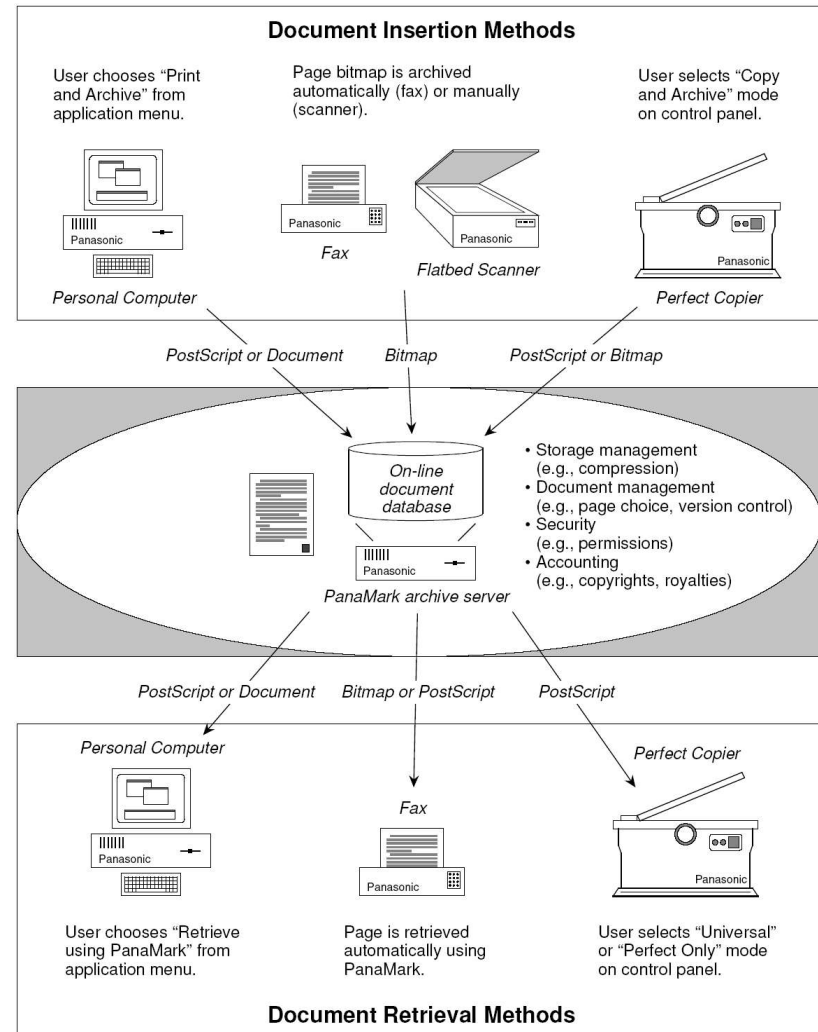 Document Insertion Methods
User chooses “Print
and Archive” from
application menu.
Page bitmap is archived
automatically (fax) or manually
(scanner).
User selects “Copy
and Archive” mode
on control panel.
Panasonic
Panasonic
Panasonic
Panasonic
Personal Computer
Fax
Flatbed Scanner
Perfect Copier
PostScript or Document
Bitmap
PostScript or Bitmap
On-line
document
database
Panasonic
PanaMark archive server
• Storage management
(e.g., compression)
• Document management
(e.g., page choice, version control)
• Security
(e.g., permissions)
• Accounting
(e.g., copyrights, royalties)
PostScript or Document
Bitmap or PostScript
PostScript
Personal Computer
Fax
Perfect Copier
Panasonic
Panasonic
Panasonic
User chooses “Retrieve
using PanaMark” from
application menu.
Page is retrieved
automatically using
PanaMark.
User selects “Universal”
or “Perfect Only” mode
on control panel.
Document Retrieval Methods